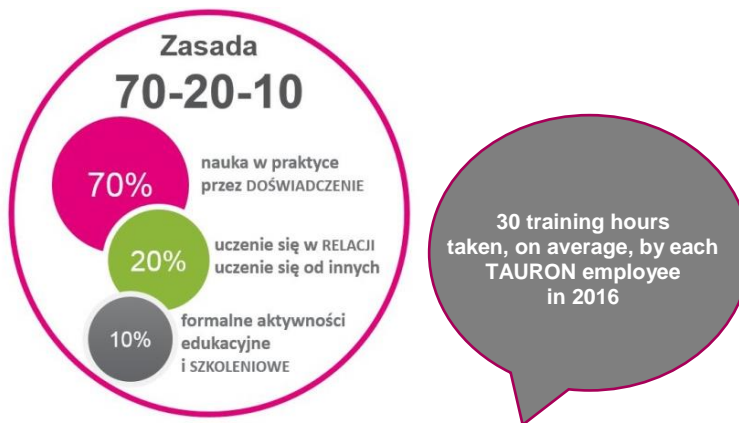 Zasada
70-20-10
70%
nauka w praktyce
przez DOŚWIADCZENIE
20%
uczenie się w RELACJI
uczenie się od innych
10%
formalne aktywności
edukacyjne
i SZKOLENIOWE
30 training hours
taken, on average, by each
TAURON employee
in 2016